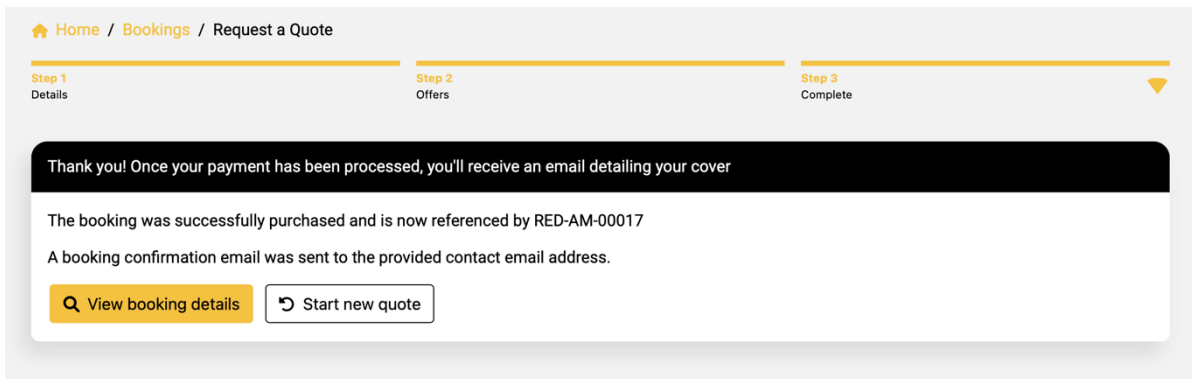 Home / Bookings / Request a Quote
Step 1
Details
Step 2
Offers
Step 3
Complete
Thank you! Once your payment has been processed, you'll receive an email detailing your cover
The booking was successfully purchased and is now referenced by RED-AM-00017
A booking confirmation email was sent to the provided contact email address.
View booking details
Start new quote